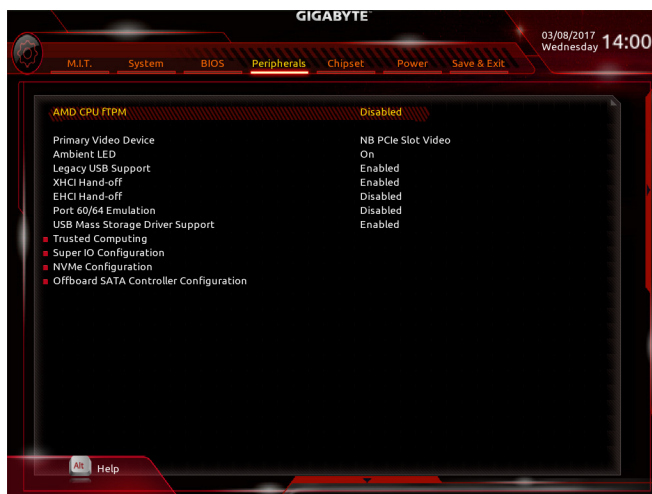 GIGABYTE™
03/08/2017 Wednesday 14:00
M.I.T. System BIOS Peripherals Chipset Power Save & Exit
AMD CPU fTPM Disabled
Primary Video Device NB PCIe Slot Video
Ambient LED On
Legacy USB Support Enabled
XHCI Hand-off Enabled
EHCI Hand-off Disabled
Port 60/64 Emulation Disabled
USB Mass Storage Driver Support Enabled
Trusted Computing
Super IO Configuration
NVMe Configuration
Offboard SATA Controller Configuration
Alt Help